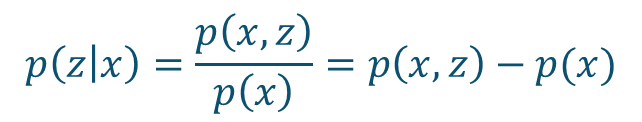 p(z|x) = p(x, z) / p(x) = p(x, z) − p(x)